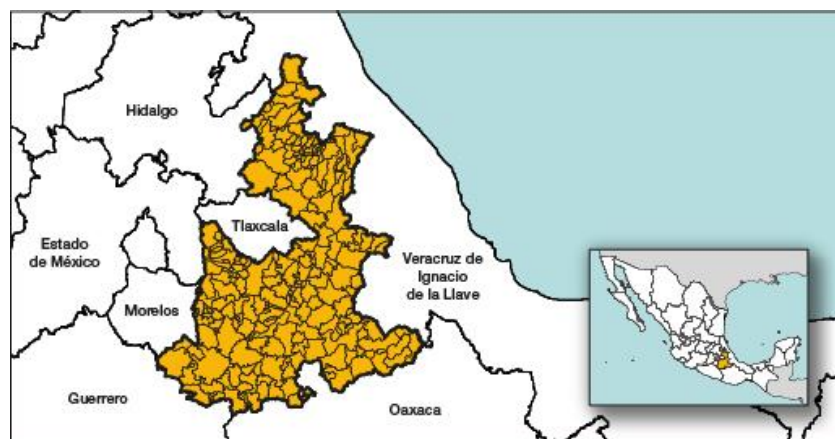 Hidalgo
Tlaxcala
Estado
de México
Veracruz de
Ignacio
de la Llave
Morelos
Guerrero
Oaxaca